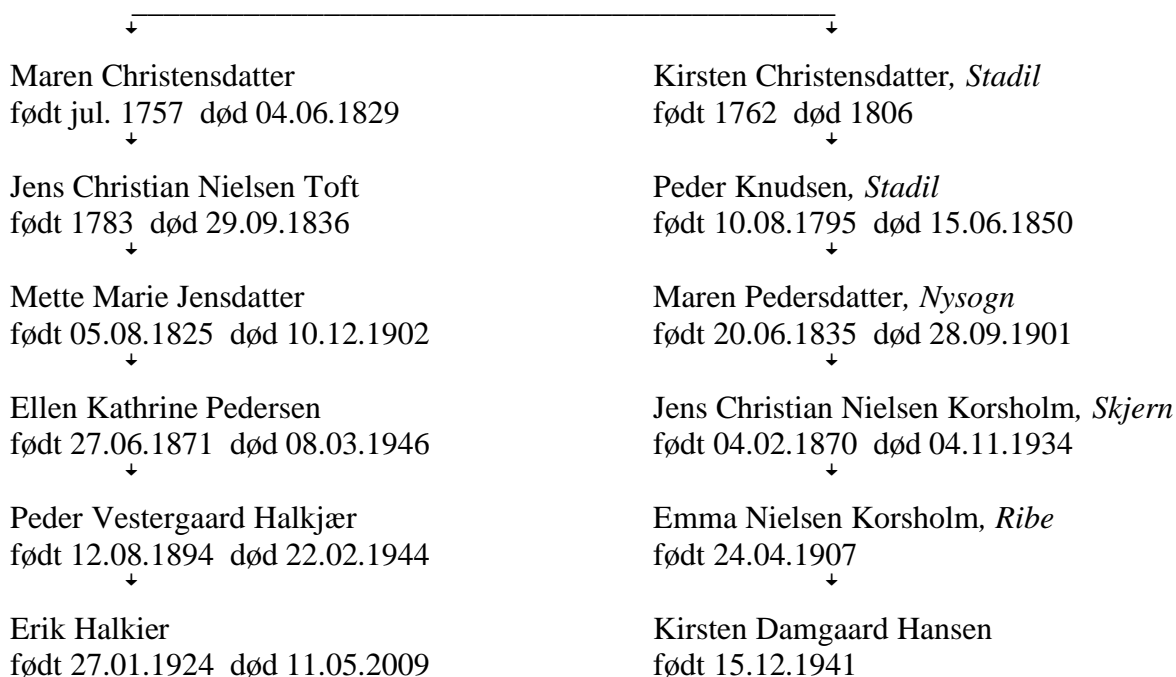 Maren Christensdatter
født jul. 1757 død 04.06.1829
Kirsten Christensdatter, Stadil
født 1762 død 1806
Jens Christian Nielsen Toft
født 1783 død 29.09.1836
Peder Knudsen, Stadil
født 10.08.1795 død 15.06.1850
Mette Marie Jensdatter
født 05.08.1825 død 10.12.1902
Maren Pedersdatter, Nysogn
født 20.06.1835 død 28.09.1901
Ellen Kathrine Pedersen
født 27.06.1871 død 08.03.1946
Jens Christian Nielsen Korsholm, Skjern
født 04.02.1870 død 04.11.1934
Peder Vestergaard Halkjær
født 12.08.1894 død 22.02.1944
Emma Nielsen Korsholm, Ribe
født 24.04.1907
Erik Halkier
født 27.01.1924 død 11.05.2009
Kirsten Damgaard Hansen
født 15.12.1941